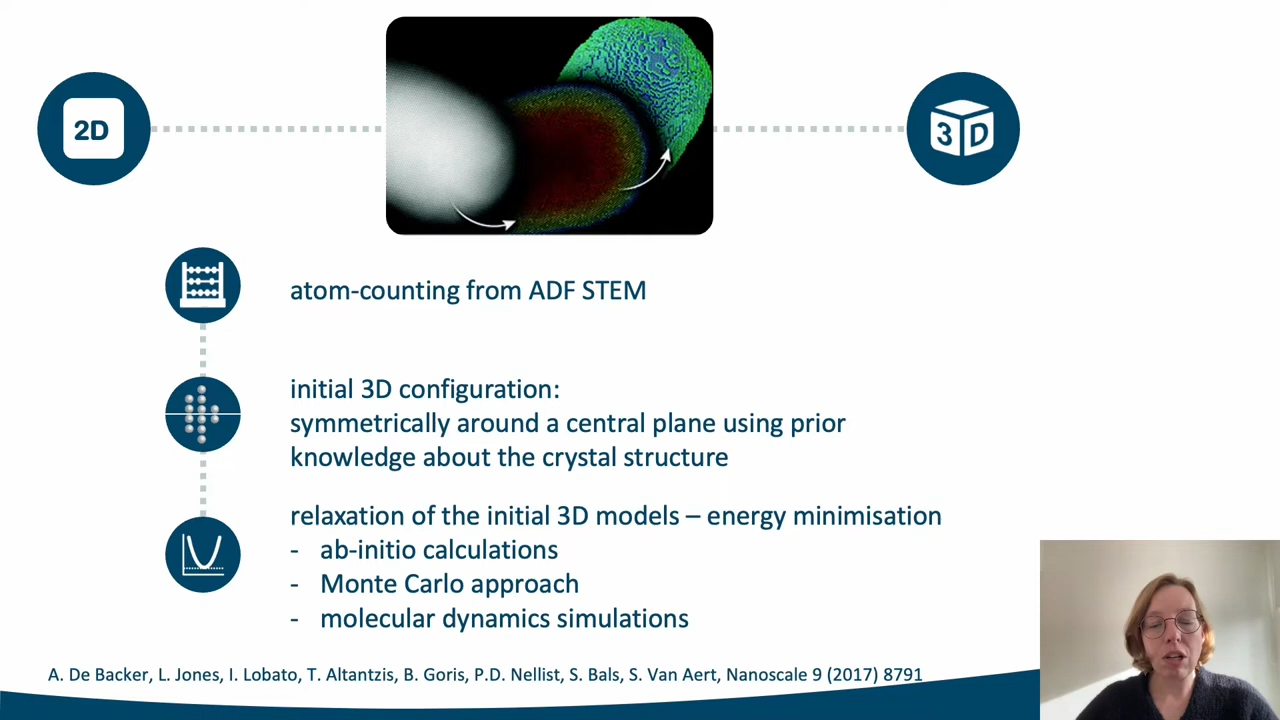 2D
3D
atom-counting from ADF STEM
initial 3D configuration:
symmetrically around a central plane using prior
knowledge about the crystal structure
relaxation of the initial 3D models – energy minimisation
- ab-initio calculations
- Monte Carlo approach
- molecular dynamics simulations
A. De Backer, L. Jones, I. Lobato, T. Altantzis, B. Goris, P.D. Nellist, S. Bals, S. Van Aert, Nanoscale 9 (2017) 8791